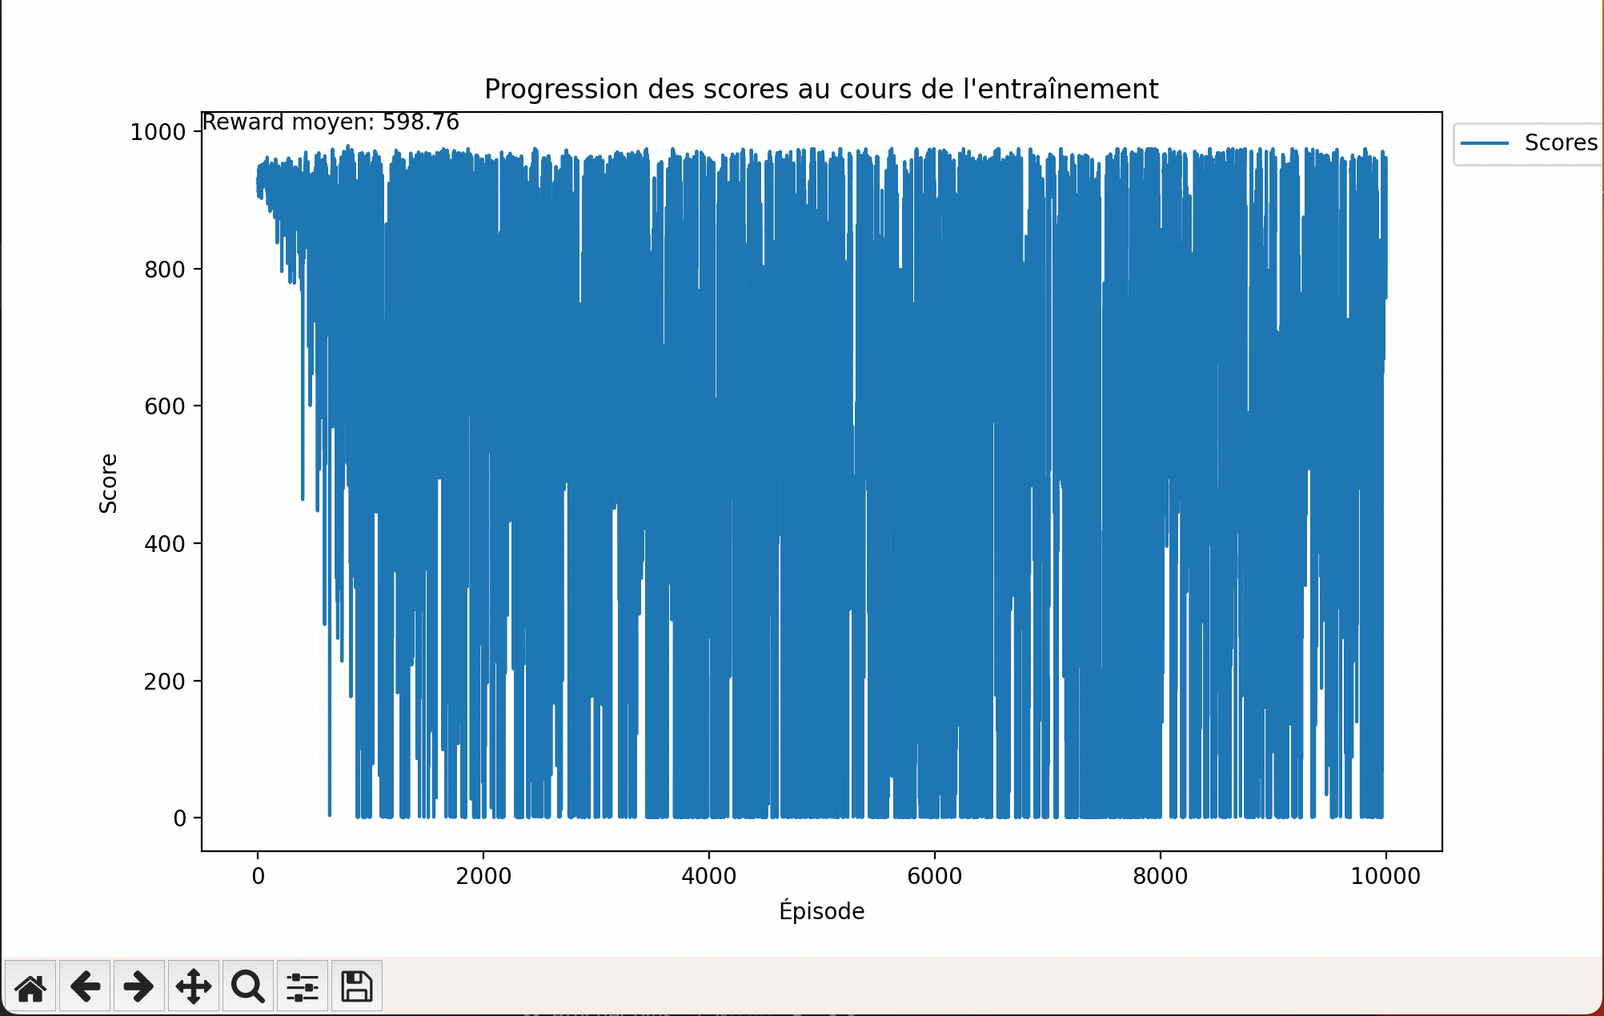 Progression des scores au cours de l'entraînement
Reward moyen: 598.76
Scores
1000
800
600
400
200
0
Score
0 2000 4000 6000 8000 10000
Épisode